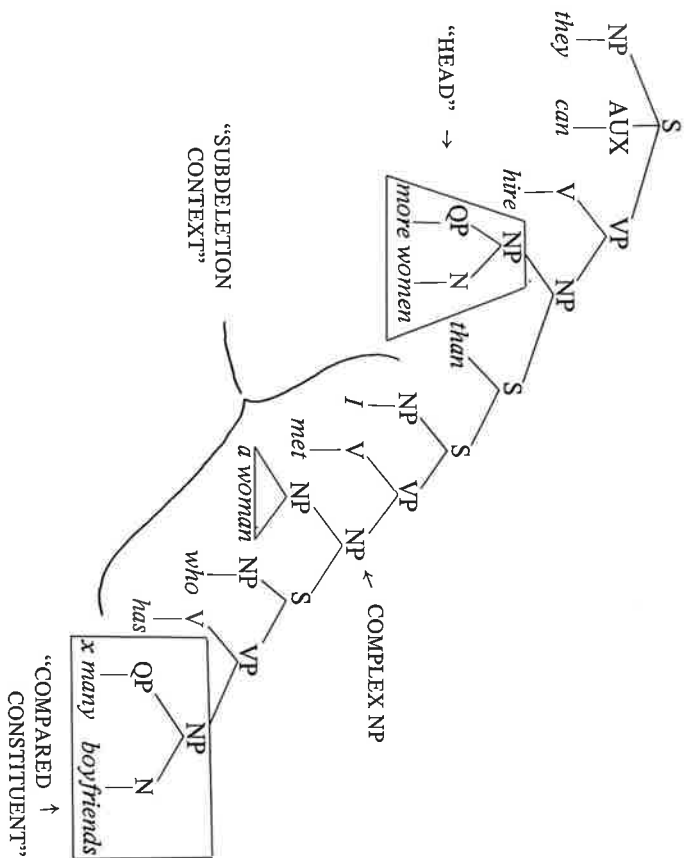 S
NP AUX VP
they can V NP
hire NP S
"HEAD" → QP N than S
more women NP VP
I V NP ← COMPLEX NP
met NP S
a woman NP VP
"SUBDELETION
CONTEXT"
who V NP
has QP N
x many boyfriends
"COMPARED ↑
CONSTITUENT"